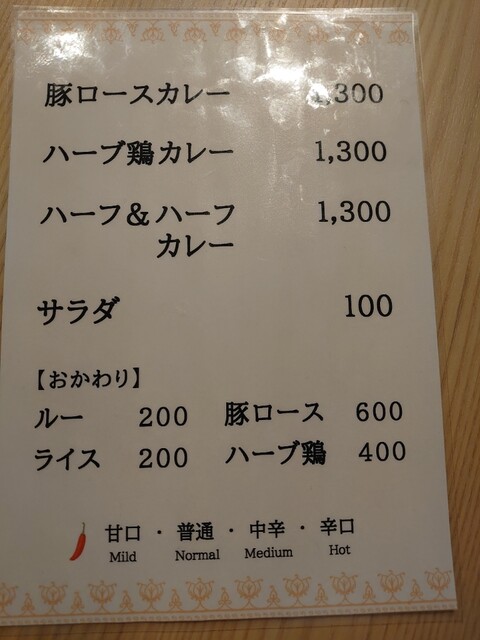 豚ロースカレー 1,300
ハーブ鶏カレー 1,300
ハーフ&ハーフ 1,300
カレー
サラダ 100
【おかわり】
ルー 200 豚ロース 600
ライス 200 ハーブ鶏 400
甘口・普通・中辛・辛口
Mild Normal Medium Hot